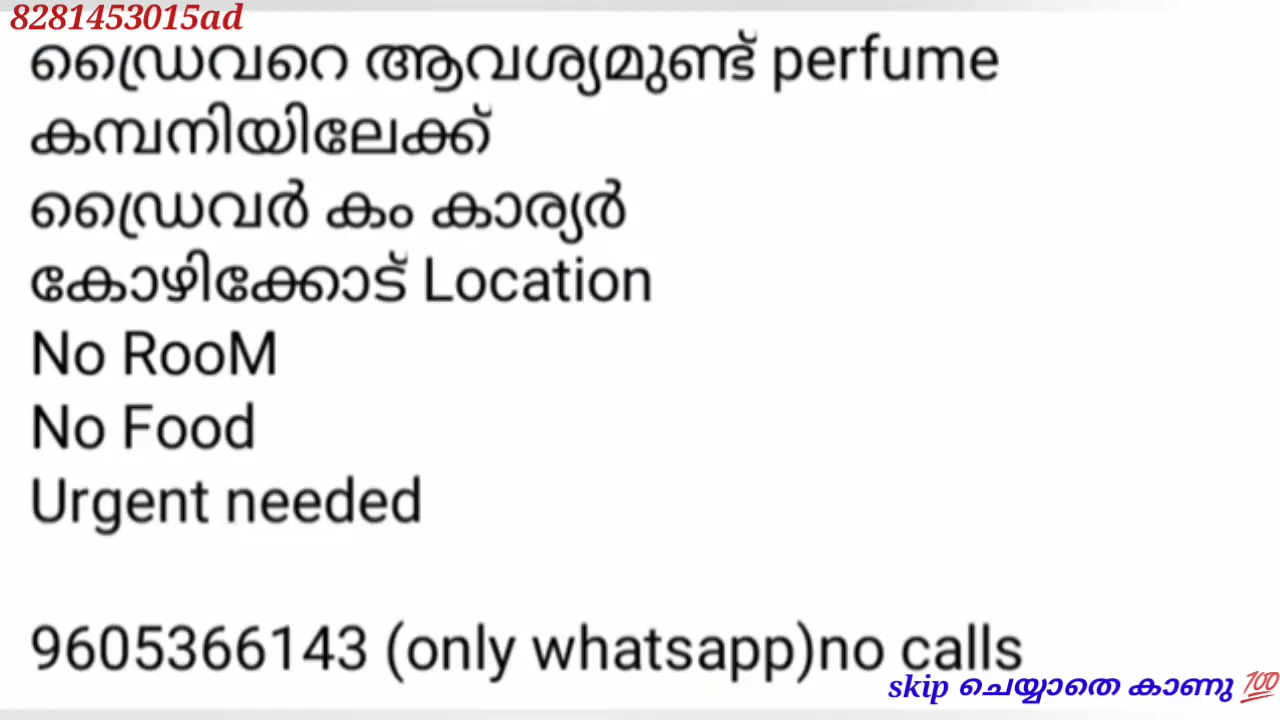 8281453015ad
ഡ്രൈവറെ ആവശ്യമുണ്ട് perfume
കമ്പനിയിലേക്ക്
ഡ്രൈവർ കം കാര്യർ
കോഴിക്കോട് Location
No RooM
No Food
Urgent needed
9605366143 (only whatsapp)no calls
skip ചെയ്യാതെ കാണു 💯